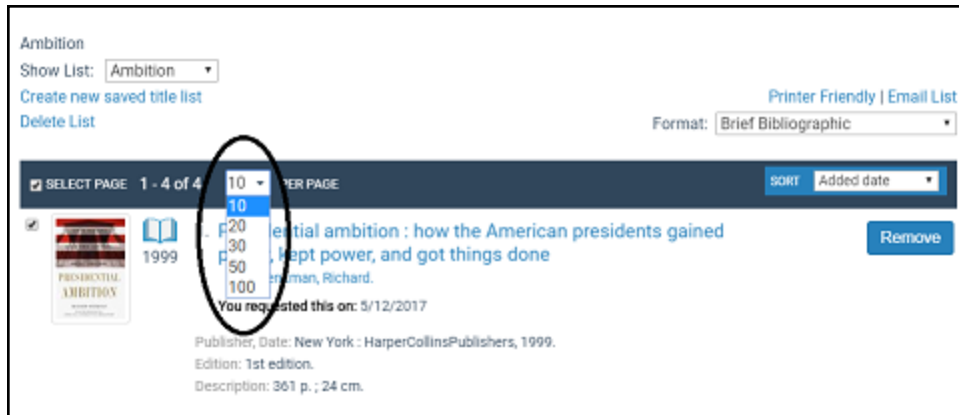 Ambition
Show List: Ambition
Create new saved title list
Printer Friendly | Email List
Delete List
Format: Brief Bibliographic
SELECT PAGE 1 - 4 of 4 10 PER PAGE SORT Added date
10
20
30
50
100
ential ambition : how the American presidents gained
kept power, and got things done
Remove
1999
man, Richard.
PRESIDENTIAL
AMBITION
You requested this on: 5/12/2017
Publisher, Date: New York : HarperCollinsPublishers, 1999.
Edition: 1st edition.
Description: 361 p. ; 24 cm.